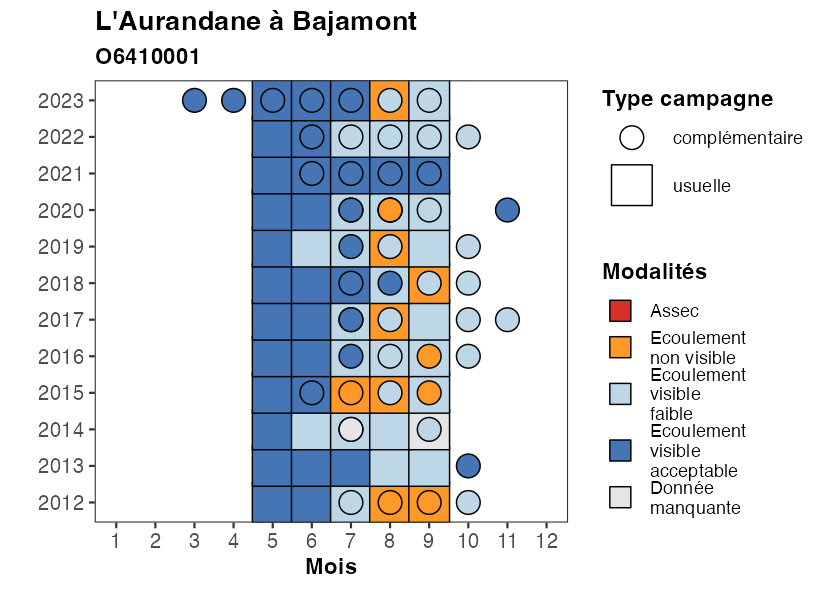 L'Aurandane à Bajamont
O6410001
2023
2022
2021
2020
2019
2018
2017
2016
2015
2014
2013
2012
1 2 3 4 5 6 7 8 9 10 11 12
Mois
Type campagne
complémentaire
usuelle
Modalités
Assec
Ecoulement
non visible
Ecoulement
visible
faible
Ecoulement
visible
acceptable
Donnée
manquante